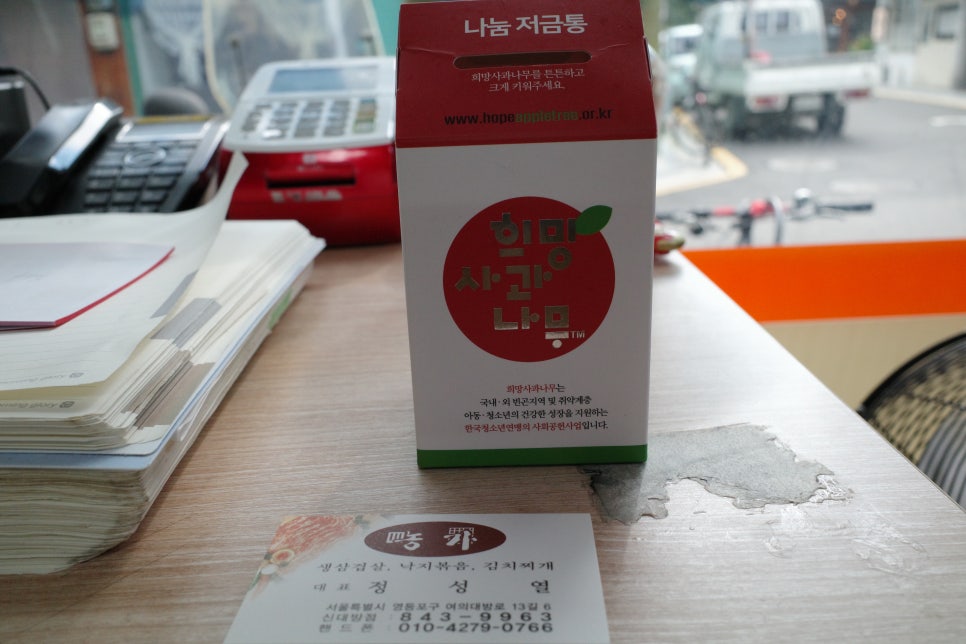 나눔 저금통
희망사과나무를 튼튼하고
크게 키워주세요.
www.hopeappletree.or.kr
희망
사과
나무
TM
희망사과나무는
국내·외 빈곤지역 및 취약계층
아동·청소년의 건강한 성장을 지원하는
한국청소년연맹의 사회공헌사업입니다.
생삼겹살, 낙지볶음, 김치찌개
대표 정 성 열
서울특별시 영등포구 여의대방로 13길 6
신대방점 : 843-9963
핸드폰 : 010-4279-0766